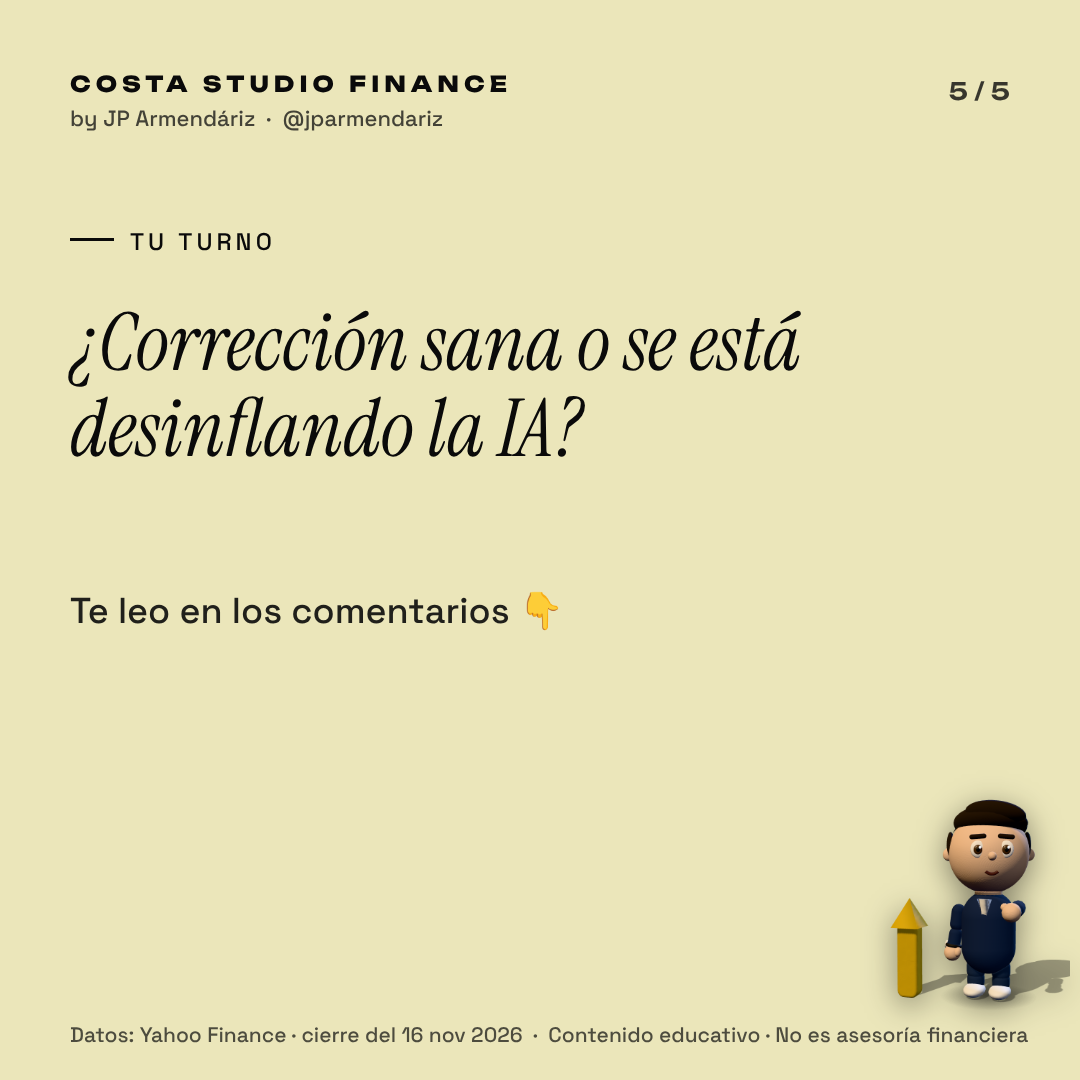 COSTA STUDIO FINANCE
by JP Armendáriz · @jparmendariz
5 / 5
TU TURNO
¿Corrección sana o se está
desinflando la IA?
Te leo en los comentarios 👇
Datos: Yahoo Finance · cierre del 16 nov 2026 · Contenido educativo · No es asesoría financiera